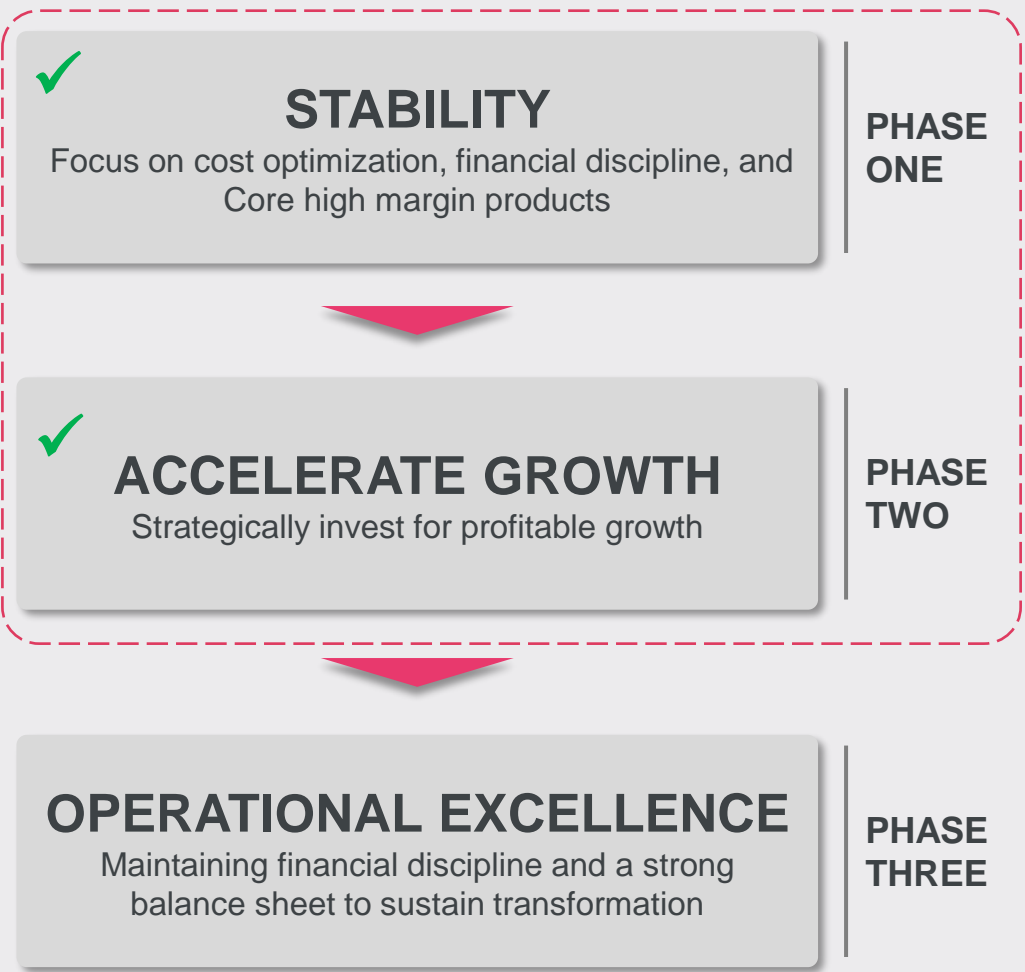 STABILITY
Focus on cost optimization, financial discipline, and
Core high margin products
PHASE
ONE
ACCELERATE GROWTH
Strategically invest for profitable growth
PHASE
TWO
OPERATIONAL EXCELLENCE
Maintaining financial discipline and a strong
balance sheet to sustain transformation
PHASE
THREE